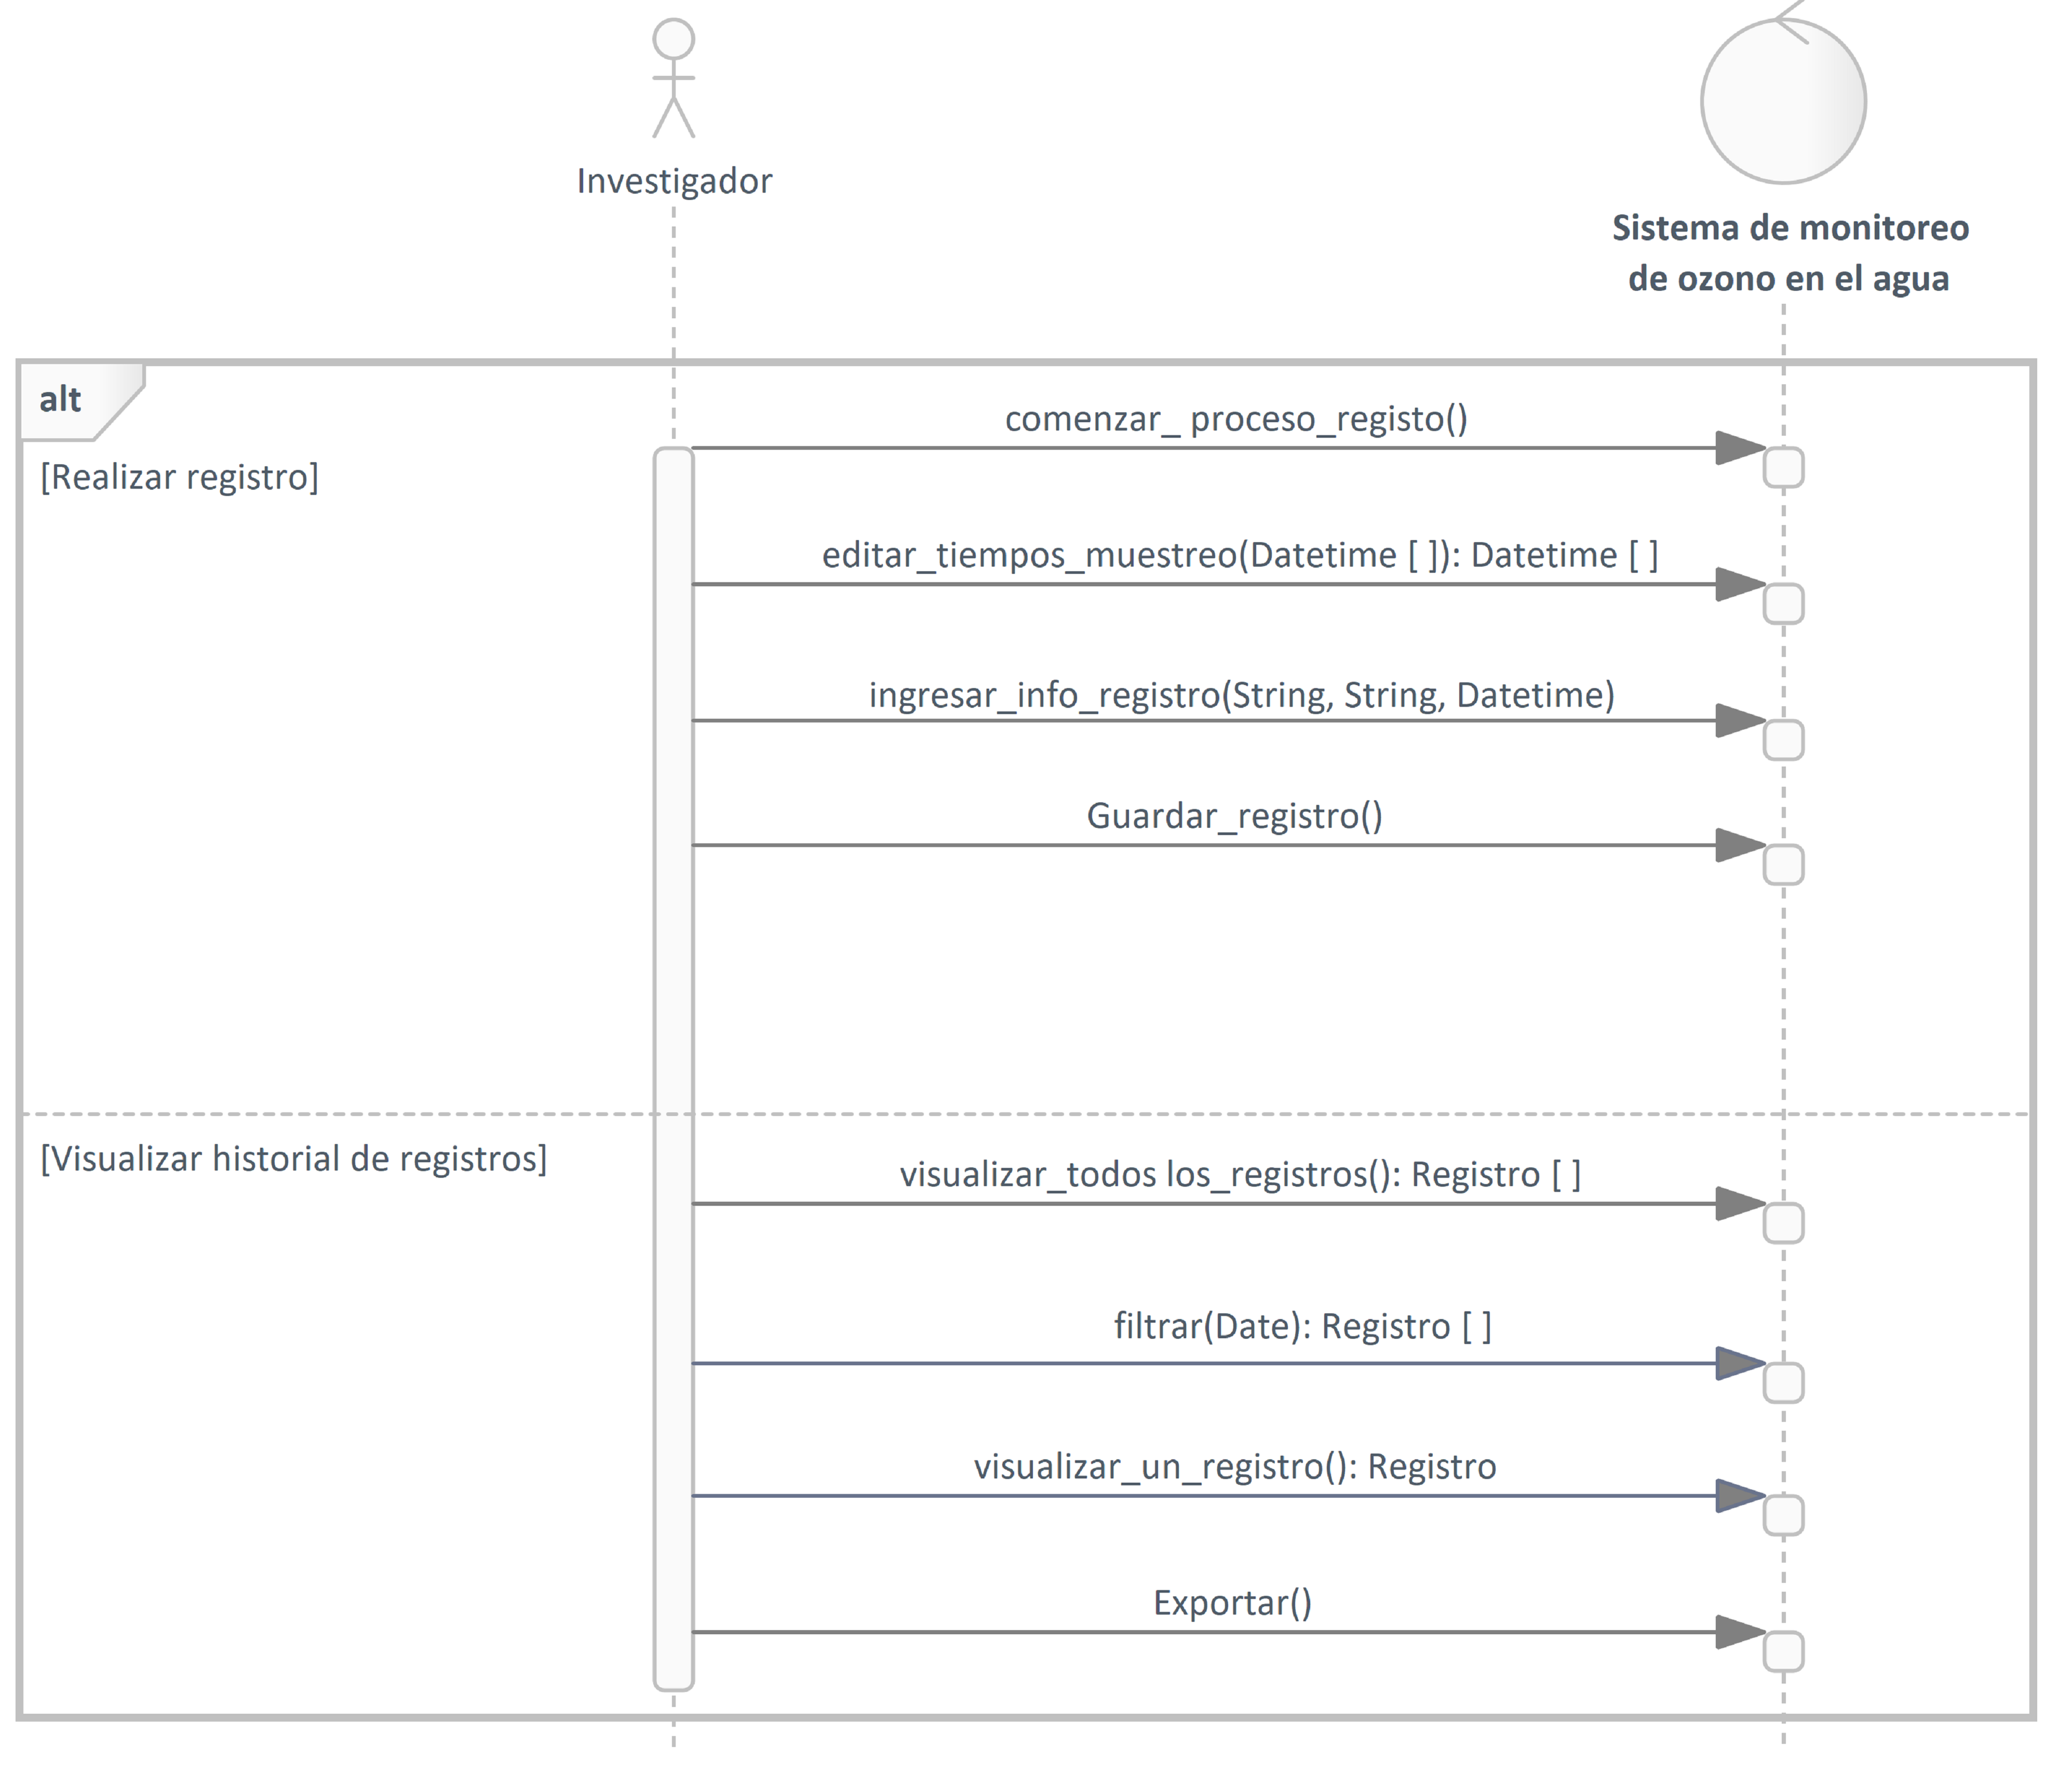 Investigador
Sistema de monitoreo
de ozono en el agua
alt
[Realizar registro]
comenzar_ proceso_registo()
editar_tiempos_muestreo(Datetime [ ]): Datetime [ ]
ingresar_info_registro(String, String, Datetime)
Guardar_registro()
[Visualizar historial de registros]
visualizar_todos los_registros(): Registro [ ]
filtrar(Date): Registro [ ]
visualizar_un_registro(): Registro
Exportar()